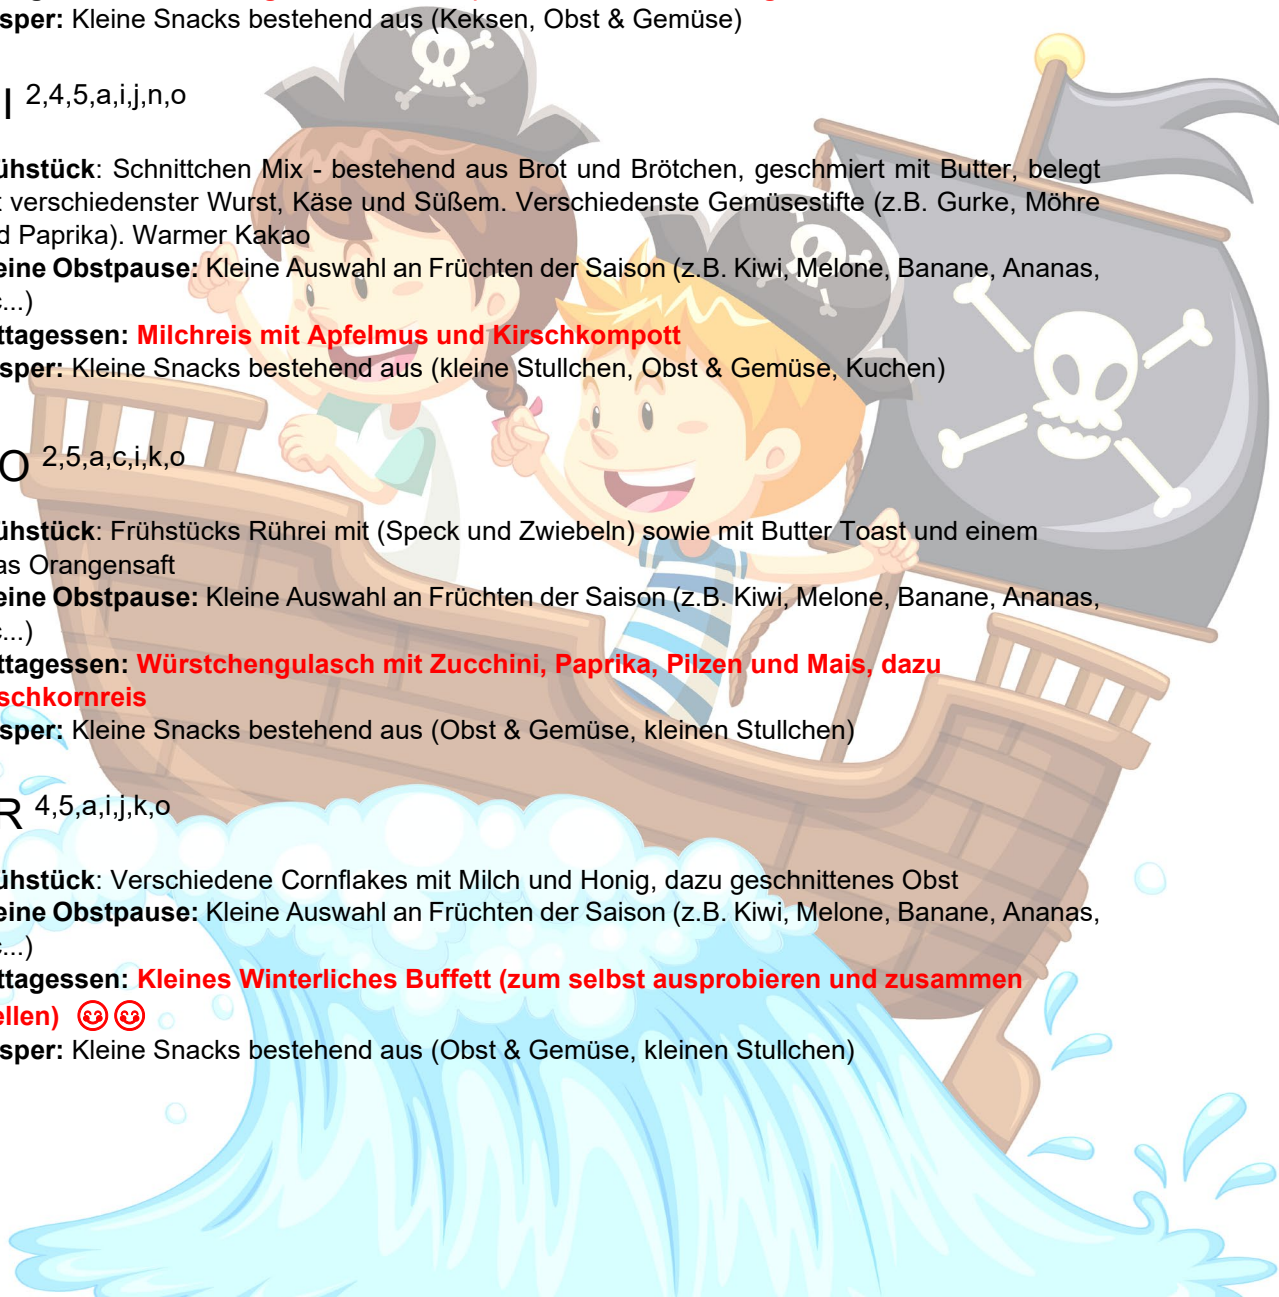 sper: Kleine Snacks bestehend aus (Keksen, Obst & Gemüse)
I 2,4,5,a,i,j,n,o
ühstück: Schnittchen Mix - bestehend aus Brot und Brötchen, geschmiert mit Butter, belegt
t verschiedenster Wurst, Käse und Süßem. Verschiedenste Gemüsestifte (z.B. Gurke, Möhre
d Paprika). Warmer Kakao
eine Obstpause: Kleine Auswahl an Früchten der Saison (z.B. Kiwi, Melone, Banane, Ananas,
c...)
ttagessen: Milchreis mit Apfelmus und Kirschkompott
sper: Kleine Snacks bestehend aus (kleine Stullchen, Obst & Gemüse, Kuchen)
O 2,5,a,c,i,k,o
ühstück: Frühstücks Rührei mit (Speck und Zwiebeln) sowie mit Butter Toast und einem
as Orangensaft
eine Obstpause: Kleine Auswahl an Früchten der Saison (z.B. Kiwi, Melone, Banane, Ananas,
c...)
ttagessen: Würstchengulasch mit Zucchini, Paprika, Pilzen und Mais, dazu
schkornreis
sper: Kleine Snacks bestehend aus (Obst & Gemüse, kleinen Stullchen)
R 4,5,a,i,j,k,o
ühstück: Verschiedene Cornflakes mit Milch und Honig, dazu geschnittenes Obst
eine Obstpause: Kleine Auswahl an Früchten der Saison (z.B. Kiwi, Melone, Banane, Ananas,
c...)
ttagessen: Kleines Winterliches Buffett (zum selbst ausprobieren und zusammen
ellen) 😊😊
sper: Kleine Snacks bestehend aus (Obst & Gemüse, kleinen Stullchen)